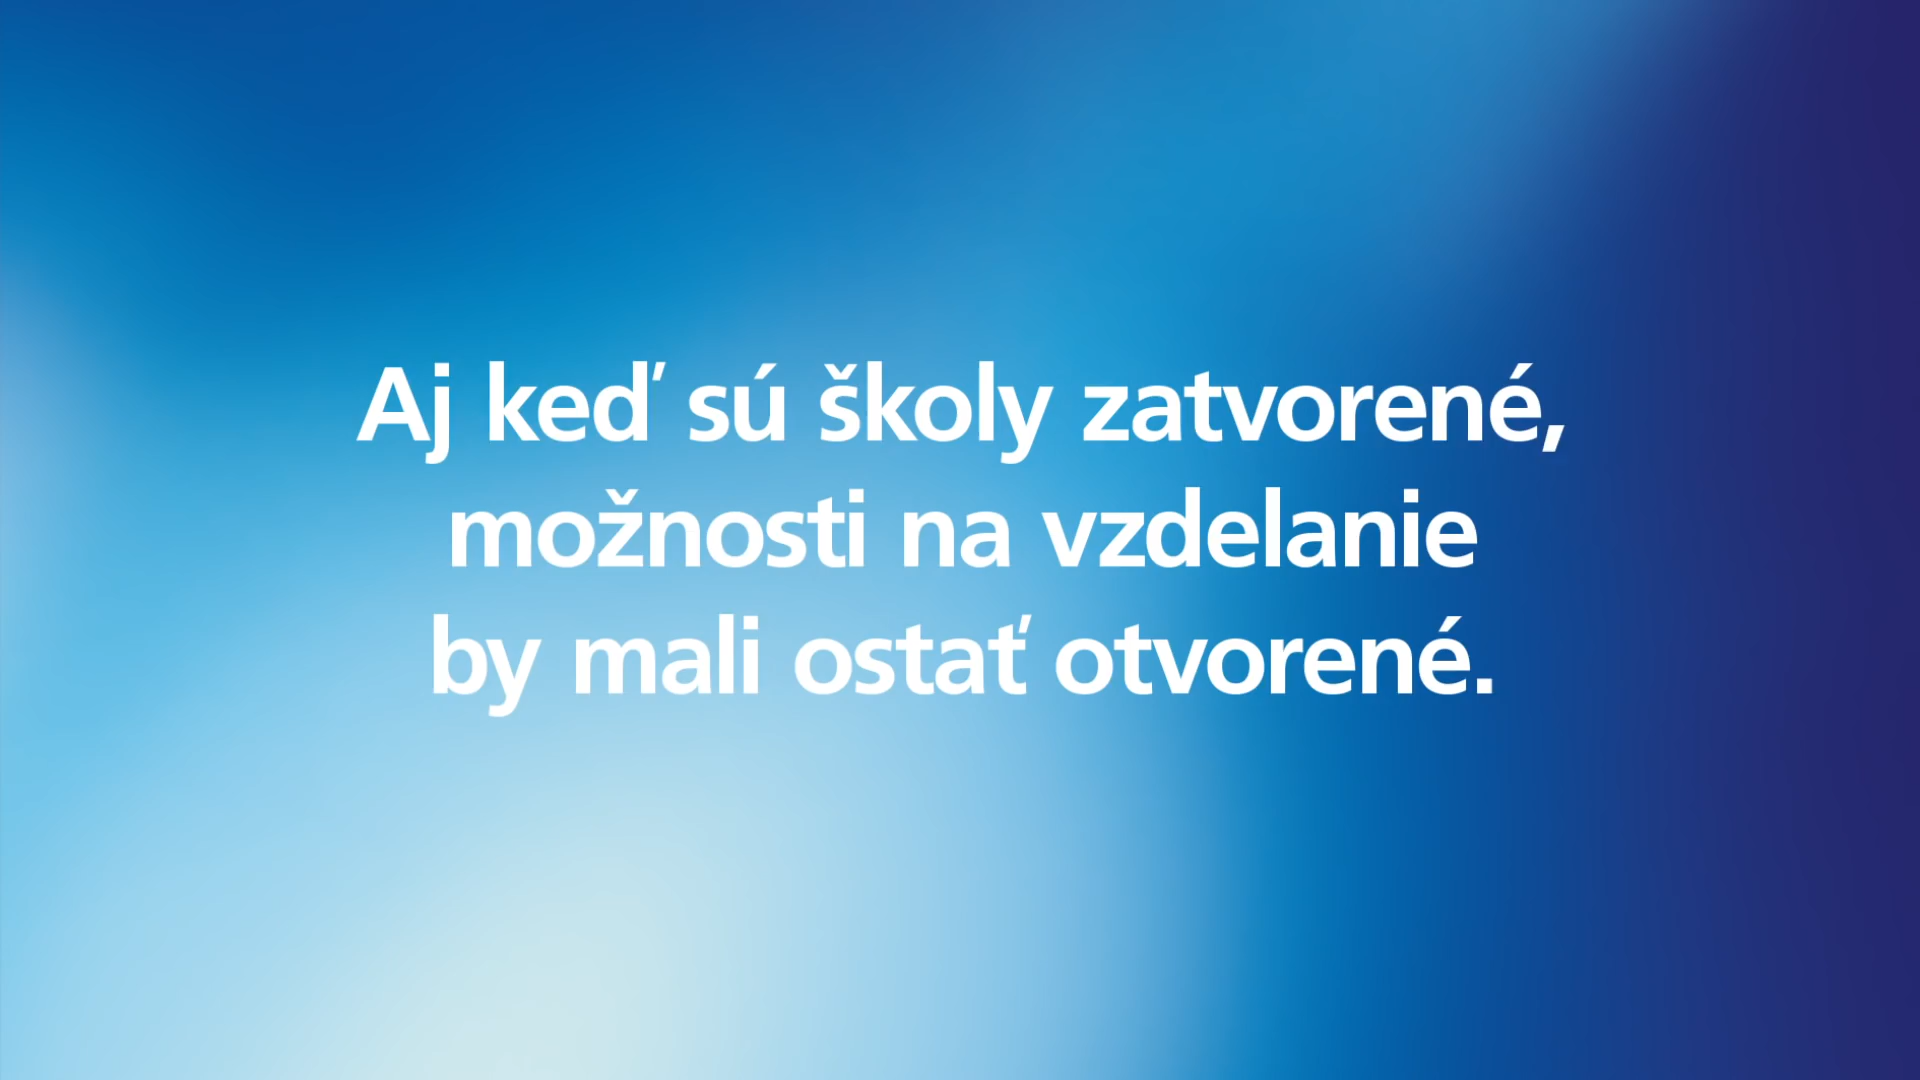 Aj keď sú školy zatvorené,
možnosti na vzdelanie
by mali ostať otvorené.